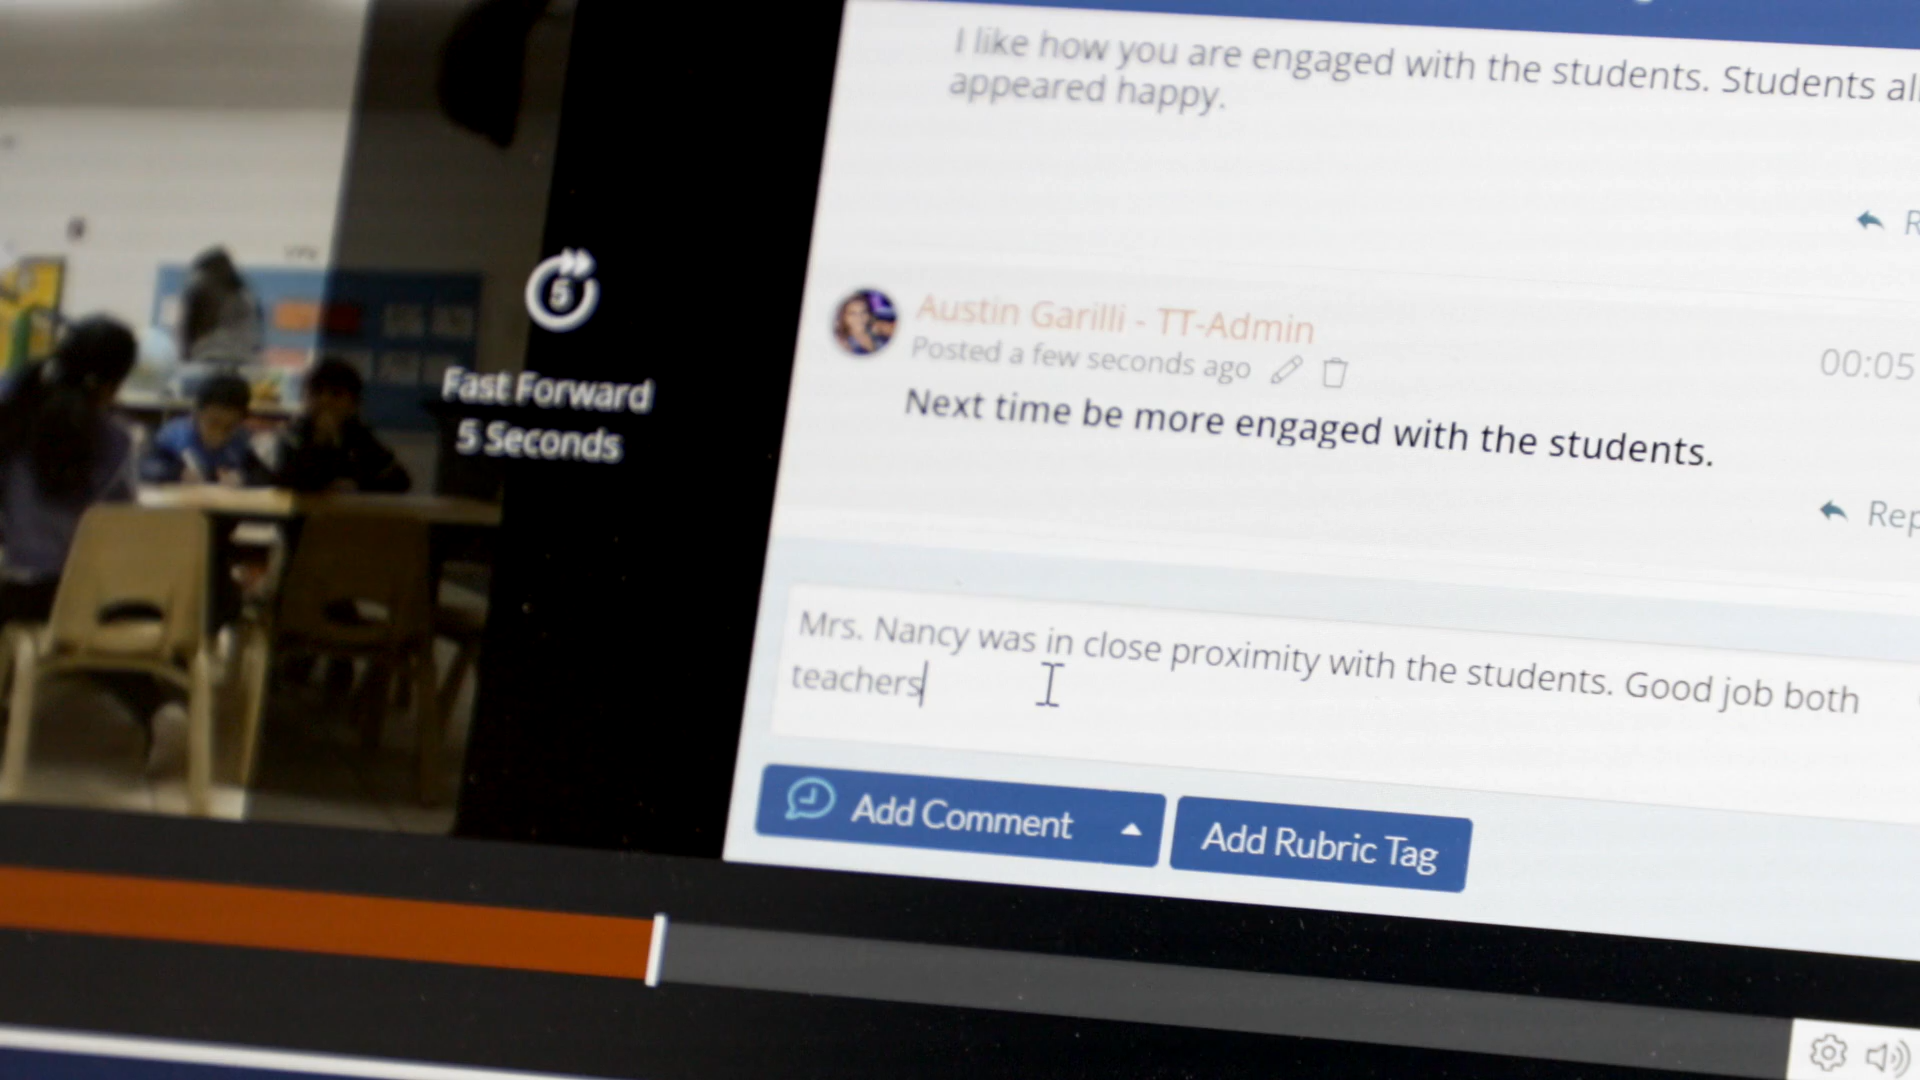 I like how you are engaged with the students. Students all
appeared happy.
Austin Garilli - TT-Admin
Posted a few seconds ago
00:05
Next time be more engaged with the students.
5
Fast Forward
5 Seconds
Mrs. Nancy was in close proximity with the students. Good job both
teachers
Add Comment
Add Rubric Tag